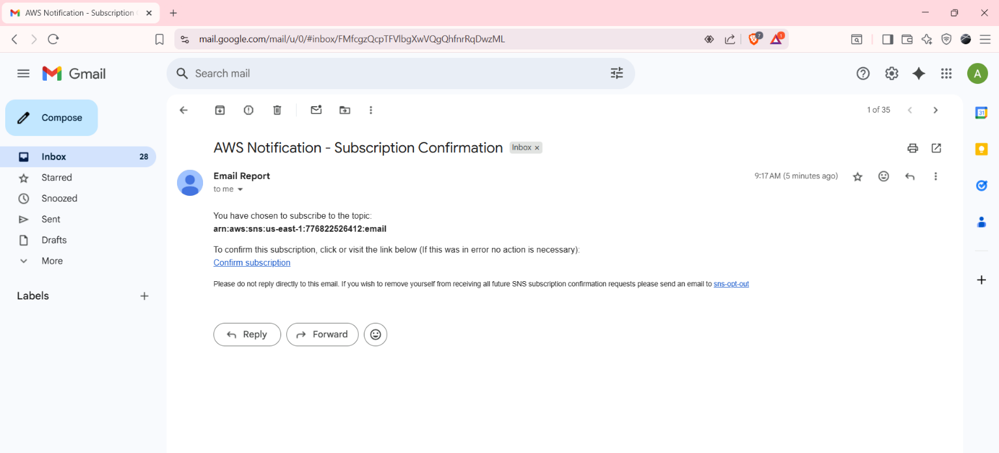 AWS Notification - Subscription
mail.google.com/mail/u/0/#inbox/FMfcgzQcpTFVlbgXwVQgQhfnrRqDwzML
7
1
Gmail
Search mail
A
Compose
1 of 35
31
AWS Notification - Subscription Confirmation
Inbox ×
Inbox 28
Starred
Snoozed
Sent
Drafts
More
Labels
Email Report
9:17 AM (5 minutes ago)
to me
You have chosen to subscribe to the topic:
arn:aws:sns:us-east-1:776822526412:email
To confirm this subscription, click or visit the link below (If this was in error no action is necessary):
Confirm subscription
Please do not reply directly to this email. If you wish to remove yourself from receiving all future SNS subscription confirmation requests please send an email to sns-opt-out
Reply
Forward